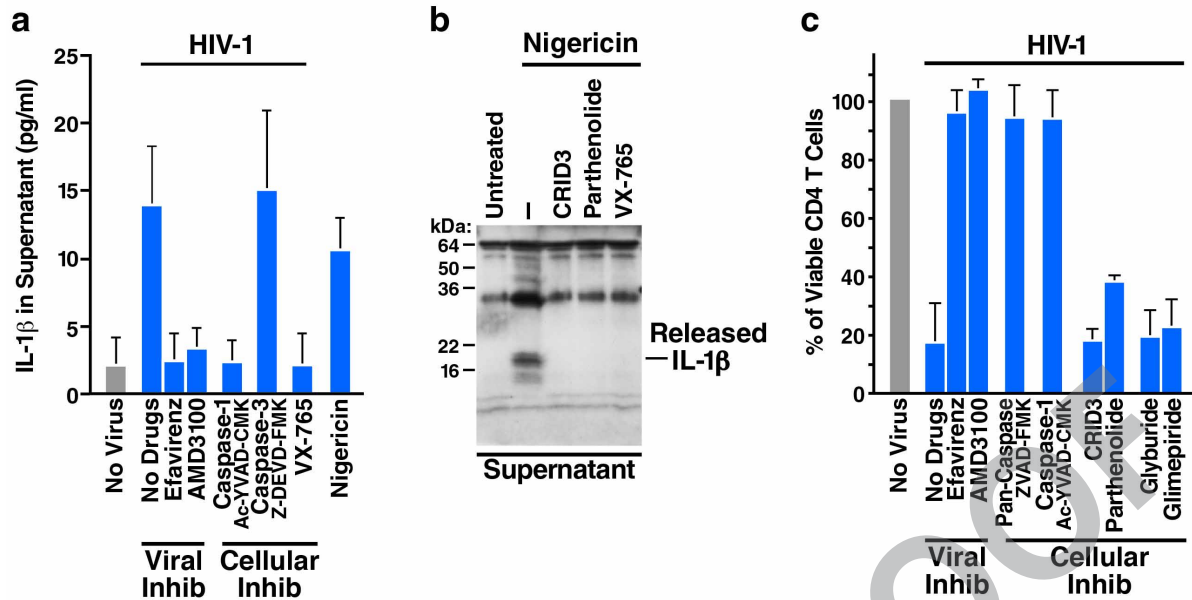 a
HIV-1
IL-1β in Supernatant (pg/ml)
25
20
15
10
5
0
No Virus
No Drugs
Efavirenz
AMD3100
Caspase-1
Ac-YVAD-CMK
Caspase-3
Z-DEVD-FMK
VX-765
Nigericin
Viral
Inhib
Cellular
Inhib
b
Nigericin
Untreated
–
CRID3
Parthenolide
VX-765
kDa:
64
50
36
22
16
Released
IL-1β
Supernatant
c
HIV-1
% of Viable CD4 T Cells
100
80
60
40
20
0
No Virus
No Drugs
Efavirenz
AMD3100
Pan-Caspase
ZVAD-FMK
Caspase-1
Ac-YVAD-CMK
CRID3
Parthenolide
Glyburide
Glimepiride
Viral
Inhib
Cellular
Inhib